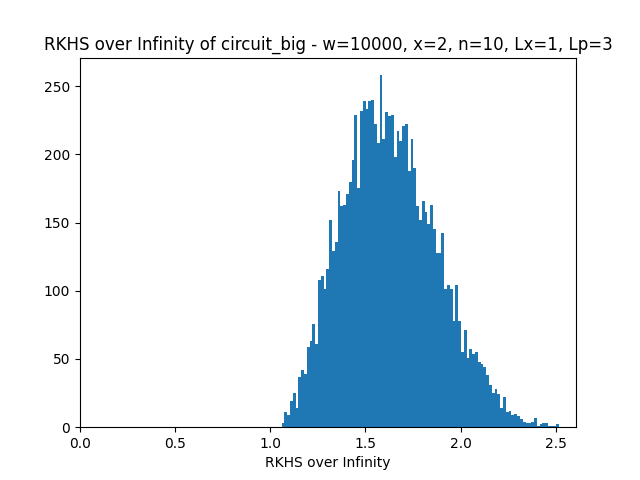 RKHS over Infinity of circuit_big - w=10000, x=2, n=10, Lx=1, Lp=3
250
200
150
100
50
0
0.0 0.5 1.0 1.5 2.0 2.5
RKHS over Infinity